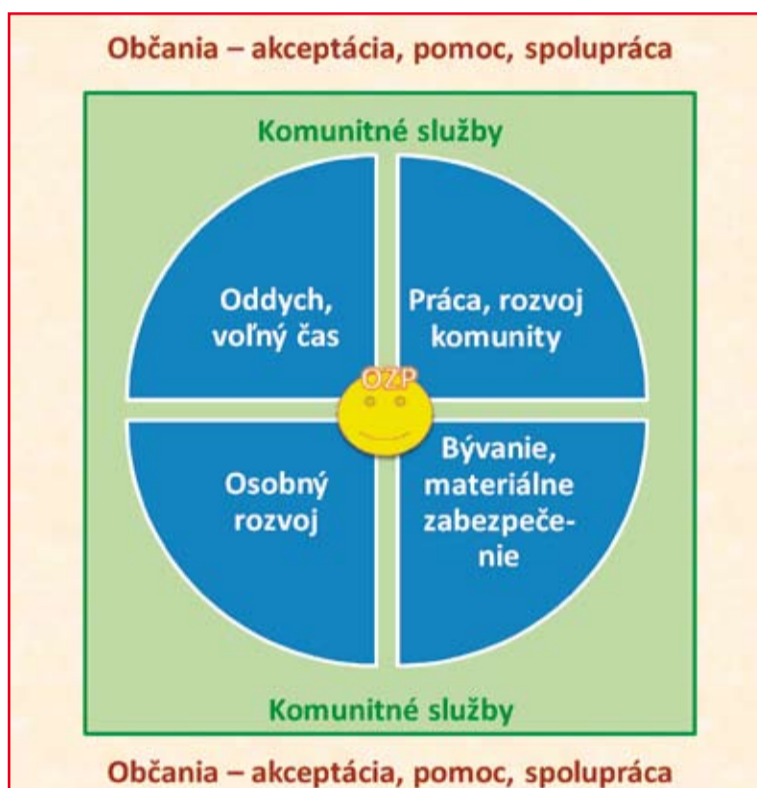 Občania – akceptácia, pomoc, spolupráca
Komunitné služby
Oddych,
voľný čas
Práca, rozvoj
komunity
OZP
Osobný
rozvoj
Bývanie,
materiálne
zabezpeče-
nie
Komunitné služby
Občania – akceptácia, pomoc, spolupráca